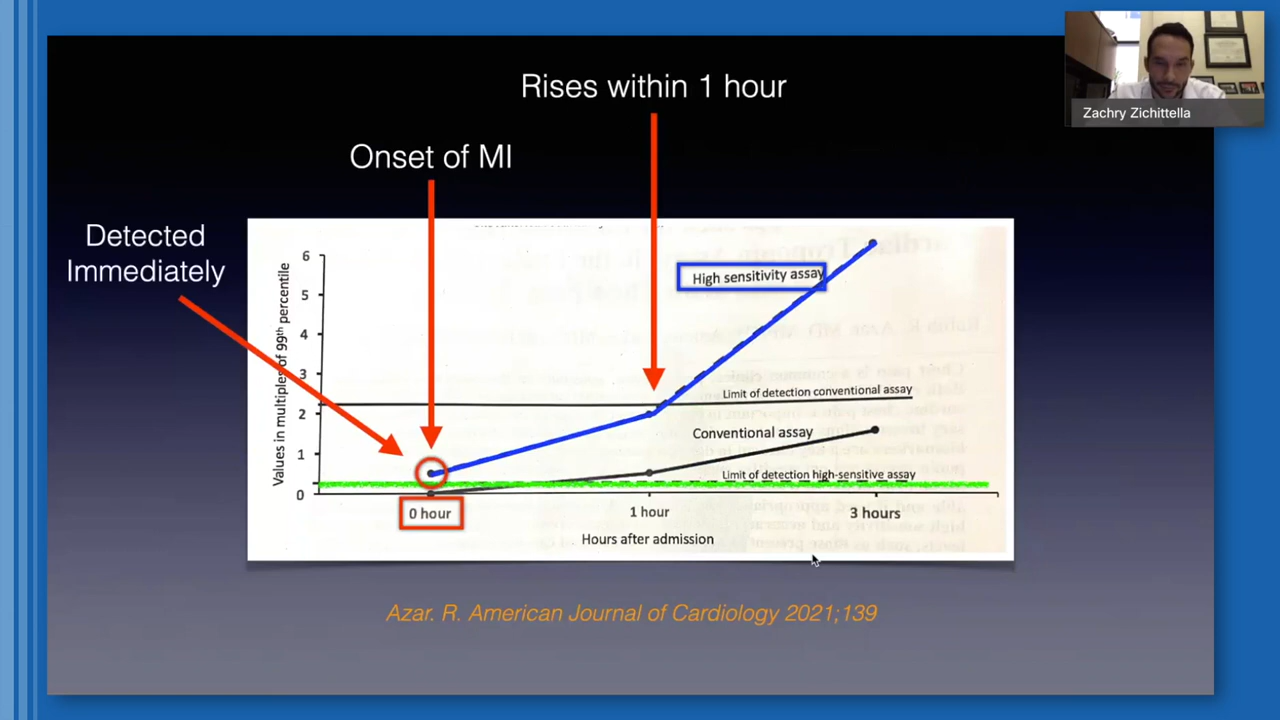 Zachry Zichittella
Rises within 1 hour
Onset of MI
Detected
Immediately
Values in multiples of 99th percentile
6
5
4
3
2
1
0
High sensitivity assay
Limit of detection conventional assay
Conventional assay
Limit of detection high-sensitive assay
0 hour
1 hour
3 hours
Hours after admission
Azar. R. American Journal of Cardiology 2021;139